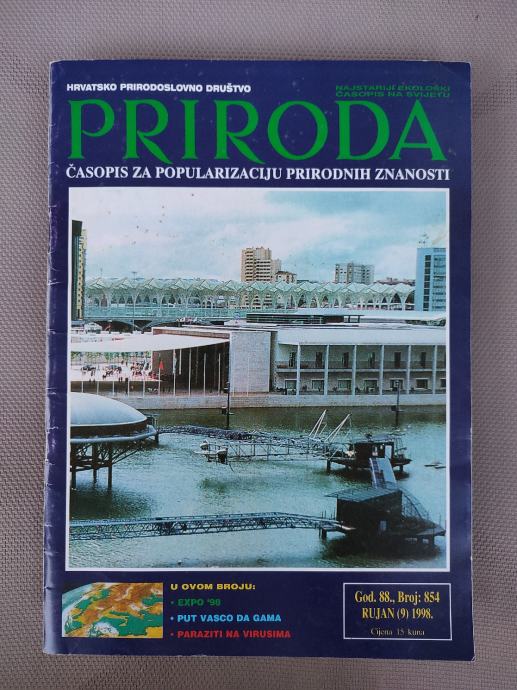 HRVATSKO PRIRODOSLOVNO DRUŠTVO
NAJSTARIJI EKOLOŠKI
ČASOPIS NA SVIJETU
PRIRODA
ČASOPIS ZA POPULARIZACIJU PRIRODNIH ZNANOSTI
U OVOM BROJU:
• EXPO '98
• PUT VASCO DA GAMA
• PARAZITI NA VIRUSIMA
God. 88., Broj: 854
RUJAN (9) 1998.
Cijena 15 kuna